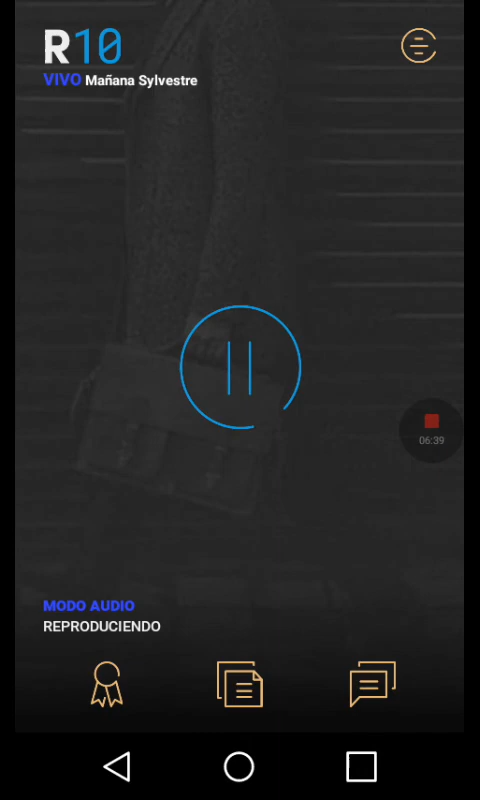 R10
VIVO Mañana Sylvestre
06:39
MODO AUDIO
REPRODUCIENDO